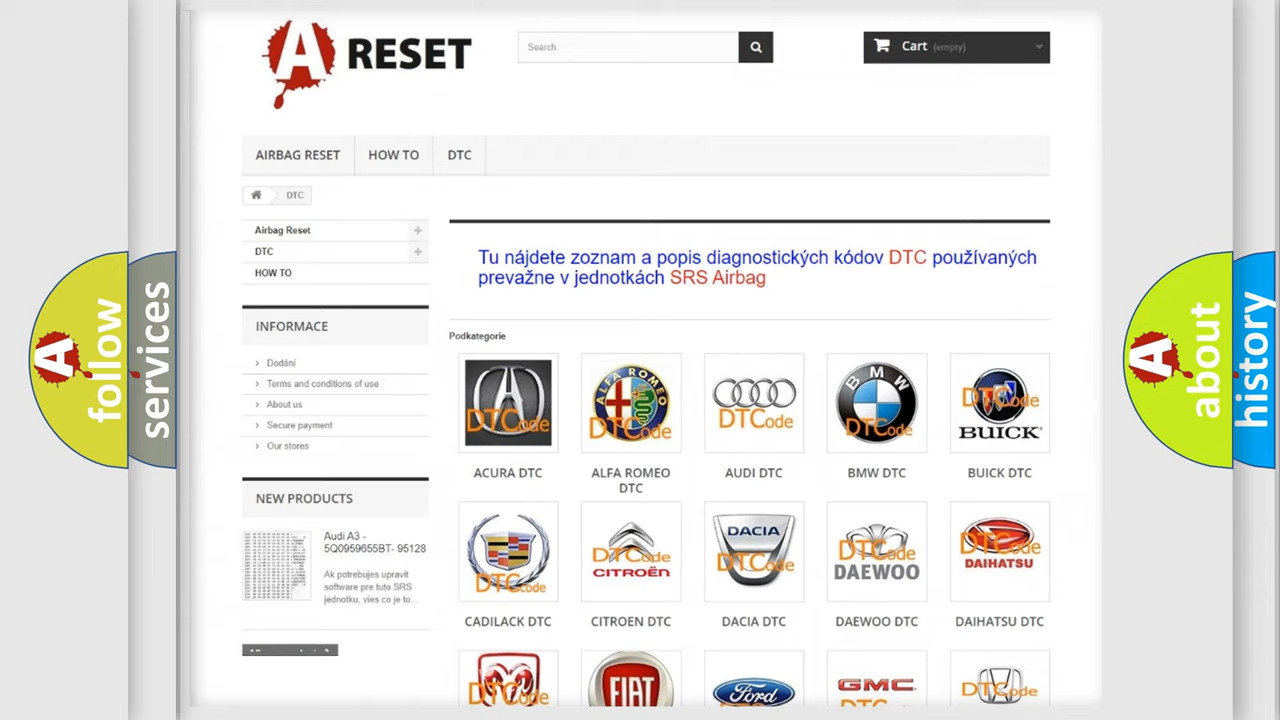 A RESET
Search
Cart (empty)
AIRBAG RESET
HOW TO
DTC
DTC
Airbag Reset
DTC
HOW TO
Tu nájdete zoznam a popis diagnostických kódov DTC používaných
prevažne v jednotkách SRS Airbag
INFORMACE
Dodání
Terms and conditions of use
About us
Secure payment
Our stores
NEW PRODUCTS
Audi A3 -
5Q0959655BT- 95128
Ak potrebujes upravit
software pre tuto SRS
jednotku, vies co je to...
Podkategorie
DTCode
ALFA ROMEO
DTCode
DTCode
BMW
DTCode
DTCode
BUICK
ACURA DTC
ALFA ROMEO
DTC
AUDI DTC
BMW DTC
BUICK DTC
DTCode
DTCode
CITROËN
DACIA
DTCode
DTCode
DAEWOO
DTCode
DAIHATSU
CADILACK DTC
CITROEN DTC
DACIA DTC
DAEWOO DTC
DAIHATSU DTC
DTCode
FIAT
Ford
GMC
DTCode
A follow
services
A about
history